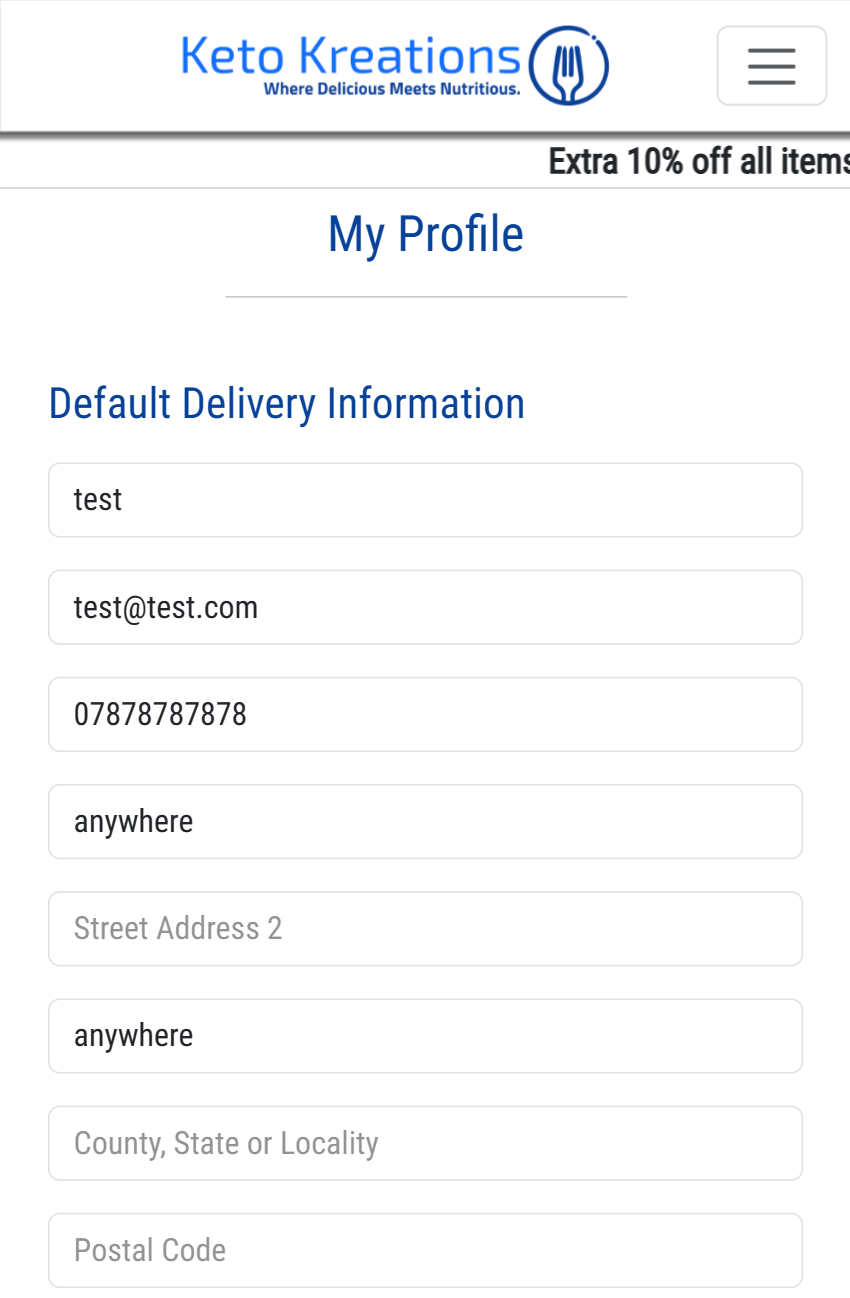 Keto Kreations
Where Delicious Meets Nutritious.
Extra 10% off all items
My Profile
Default Delivery Information
test
test@test.com
07878787878
anywhere
Street Address 2
anywhere
County, State or Locality
Postal Code